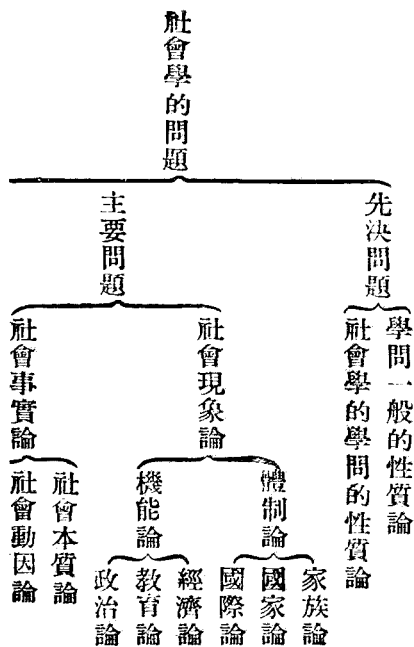 社會學的問題
先決問題
主要問題
學問一般的性質論
社會學的學問的性質論
社會現象論
社會事實論
體制論
機能論
社會本質論
社會動因論
家族論
國家論
國際論
經濟論
教育論
政治論